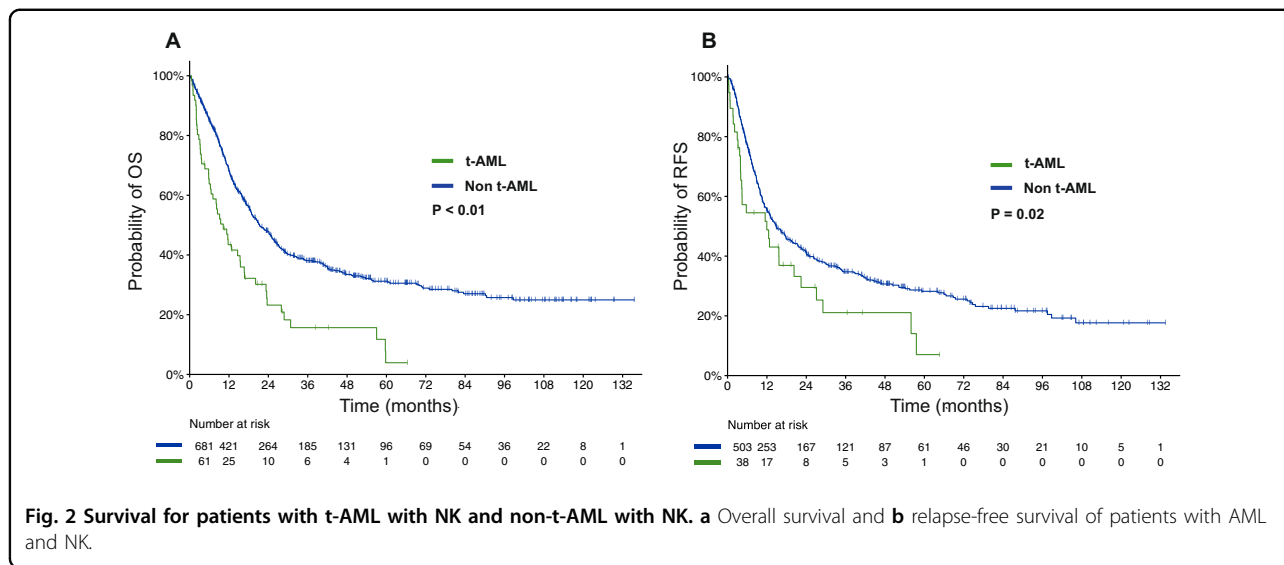 A
100%
80%
60%
40%
20%
0%
Probability of OS
t-AML
Non t-AML
P < 0.01
0 12 24 36 48 60 72 84 96 108 120 132
Time (months)
Number at risk
681 421 264 185 131 96 69 54 36 22 8 1
61 25 10 6 4 1 0 0 0 0 0 0
B
100%
80%
60%
40%
20%
0%
Probability of RFS
t-AML
Non t-AML
P = 0.02
0 12 24 36 48 60 72 84 96 108 120 132
Time (months)
Number at risk
503 253 167 121 87 61 46 30 21 10 5 1
38 17 8 5 3 1 0 0 0 0 0 0
Fig. 2 Survival for patients with t-AML with NK and non-t-AML with NK. a Overall survival and b relapse-free survival of patients with AML
and NK.